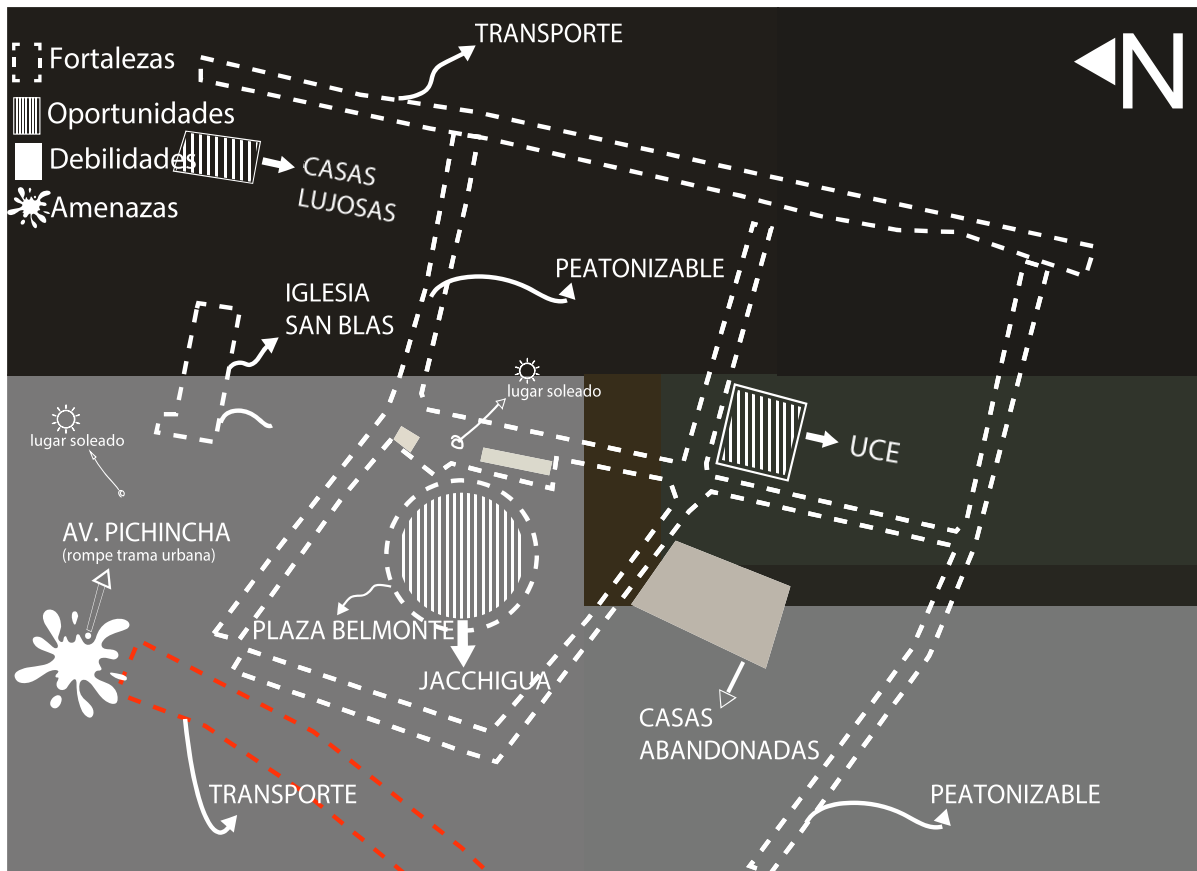 TRANSPORTE
N
Fortalezas
Oportunidades
Debilidades
Amenazas
CASAS
LUJOSAS
PEATONIZABLE
IGLESIA
SAN BLAS
lugar soleado
lugar soleado
UCE
AV. PICHINCHA
(rompe trama urbana)
PLAZA BELMONTE
JACCHIGUA
CASAS
ABANDONADAS
TRANSPORTE
PEATONIZABLE